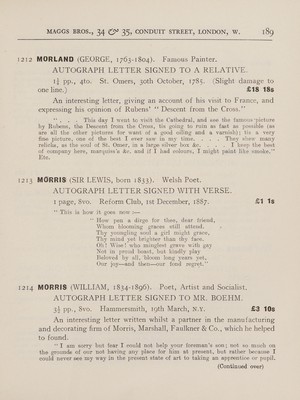 MAGGS BROS., 34 & 35, CONDUIT STREET, LONDON, W. 189
1212 MORLAND (GEORGE, 1763-1804). Famous Painter.
AUTOGRAPH LETTER SIGNED TO A RELATIVE.
1½ pp., 4to. St. Omers, 30th October, 1785. (Slight damage to
one line.) £18 18s
An interesting letter, giving an account of his visit to France, and
expressing his opinion of Rubens' "Descent from the Cross."
". . . This day I went to visit the Cathedral, and see the famous picture
by Rubens, the Descent from the Cross, tis going to ruin as fast as possible (as
are all the other pictures for want of a good oiling and a varnish); tis a very
fine picture, one of the best I ever saw in my time. . . They shew many
relicks, as the end of St. Omer, in a large silver box &c. . . . I keep the best
of company here, marquiss's &c. and if I had colours, I might paint like smoke."
Etc.
1213 MORRIS (SIR LEWIS, born 1833). Welsh Poet.
AUTOGRAPH LETTER SIGNED WITH VERSE.
1 page, 8vo. Reform Club, 1st December, 1887. £1 1s
"This is how it goes now :—
"How pen a dirge for thee, dear friend,
Whom blooming graces still attend.
Thy youngling soul a girl might grace,
Thy mind yet brighter than thy face.
Oh! Wise! who minglest grave with gay
Not in proud heart, but kindly play
Beloved by all, bloom long years yet,
Our joy—and then—our fond regret."
1214 MORRIS (WILLIAM, 1834-1896). Poet, Artist and Socialist.
AUTOGRAPH LETTER SIGNED TO MR. BOEHM.
3½ pp., 8vo. Hammersmith, 19th March, N.Y. £3 10s
An interesting letter written whilst a partner in the manufacturing
and decorating firm of Morris, Marshall, Faulkner & Co., which he helped
to found.
"I am sorry but fear I could not help your foreman's son; not so much on
the grounds of our not having any place for him at present, but rather because I
could never see my way in the present state of art to taking an apprentice or pupil.
(Continued over)